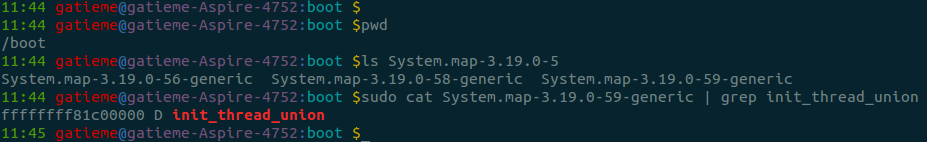 11:44 gatieme@gatieme-Aspire-4752:boot $
11:44 gatieme@gatieme-Aspire-4752:boot $pwd
/boot
11:44 gatieme@gatieme-Aspire-4752:boot $ls System.map-3.19.0-5
System.map-3.19.0-56-generic  System.map-3.19.0-58-generic  System.map-3.19.0-59-generic
11:44 gatieme@gatieme-Aspire-4752:boot $sudo cat System.map-3.19.0-59-generic | grep init_thread_union
ffffffff81c00000 D init_thread_union
11:45 gatieme@gatieme-Aspire-4752:boot $_